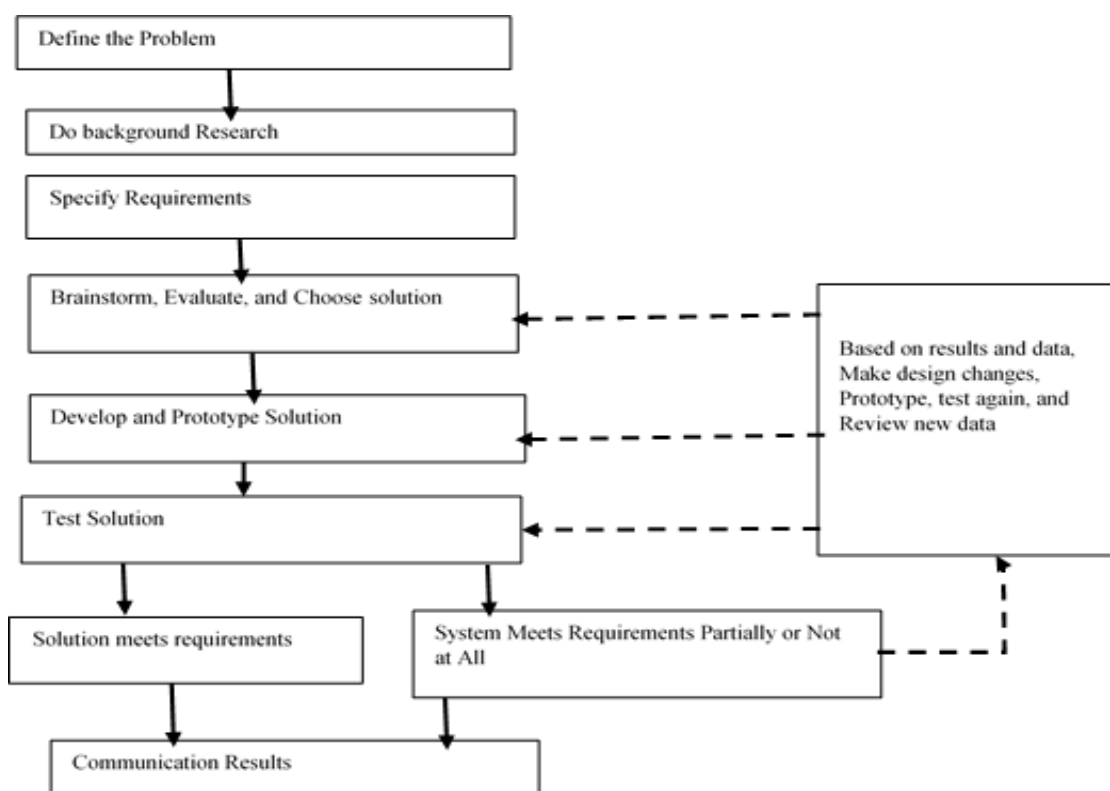 Define the Problem
Do background Research
Specify Requirements
Brainstorm, Evaluate, and Choose solution
Based on results and data,
Make design changes,
Prototype, test again, and
Review new data
Develop and Prototype Solution
Test Solution
Solution meets requirements
System Meets Requirements Partially or Not
at All
Communication Results